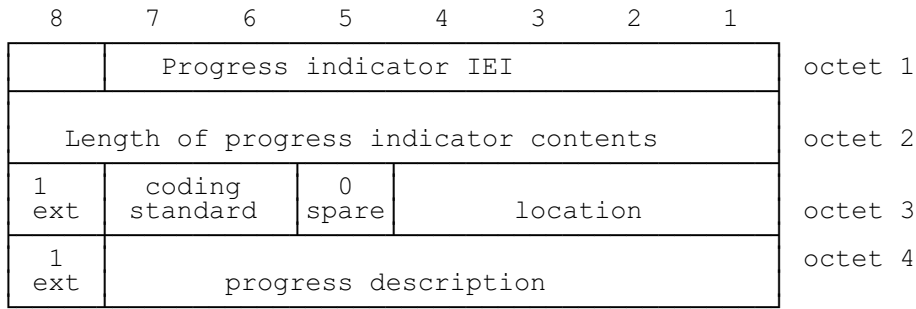 8 7 6 5 4 3 2 1
Progress indicator IEI octet 1
Length of progress indicator contents octet 2
1 coding 0
ext standard spare location octet 3
1 octet 4
ext progress description